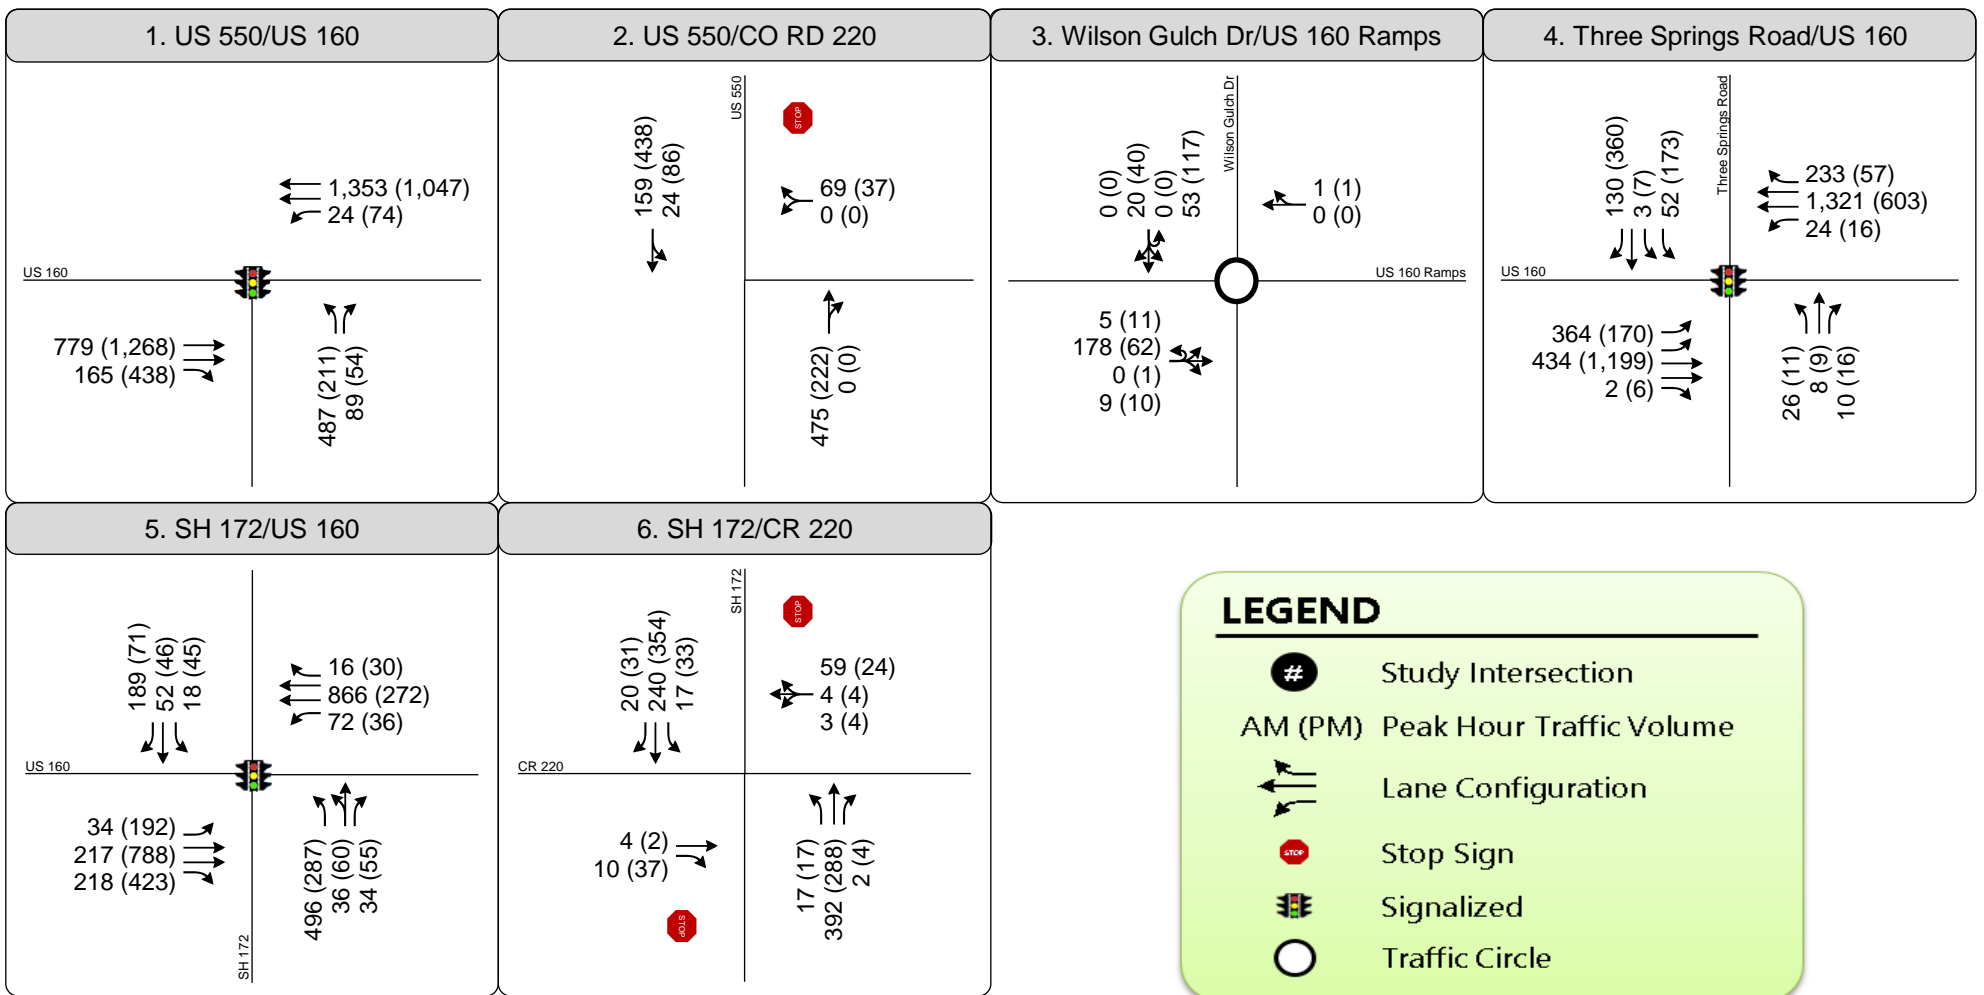 1. US 550/US 160
1,353 (1,047)
24 (74)
US 160
779 (1,268)
165 (438)
487 (211)
89 (54)
2. US 550/CO RD 220
US 550
STOP
159 (438)
24 (86)
69 (37)
0 (0)
475 (222)
0 (0)
3. Wilson Gulch Dr/US 160 Ramps
Wilson Gulch Dr
0 (0)
20 (40)
0 (0)
53 (117)
1 (1)
0 (0)
US 160 Ramps
5 (11)
178 (62)
0 (1)
9 (10)
4. Three Springs Road/US 160
Three Springs Road
130 (360)
3 (7)
52 (173)
233 (57)
1,321 (603)
24 (16)
US 160
364 (170)
434 (1,199)
2 (6)
26 (11)
8 (9)
10 (16)
5. SH 172/US 160
189 (71)
52 (46)
18 (45)
16 (30)
866 (272)
72 (36)
US 160
34 (192)
217 (788)
218 (423)
496 (287)
36 (60)
34 (55)
SH 172
6. SH 172/CR 220
SH 172
STOP
20 (31)
240 (354)
17 (33)
59 (24)
4 (4)
3 (4)
CR 220
4 (2)
10 (37)
STOP
17 (17)
392 (288)
2 (4)
LEGEND
# Study Intersection
AM (PM) Peak Hour Traffic Volume
Lane Configuration
STOP Stop Sign
Signalized
Traffic Circle